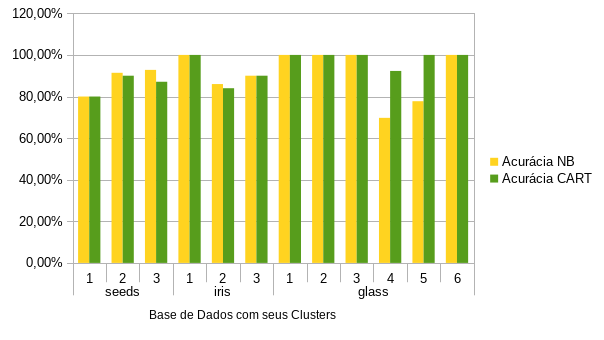 120,00%
100,00%
80,00%
60,00%
40,00%
20,00%
0,00%
1 2 3 1 2 3 1 2 3 4 5 6
seeds iris glass
Base de Dados com seus Clusters
Acurácia NB
Acurácia CART